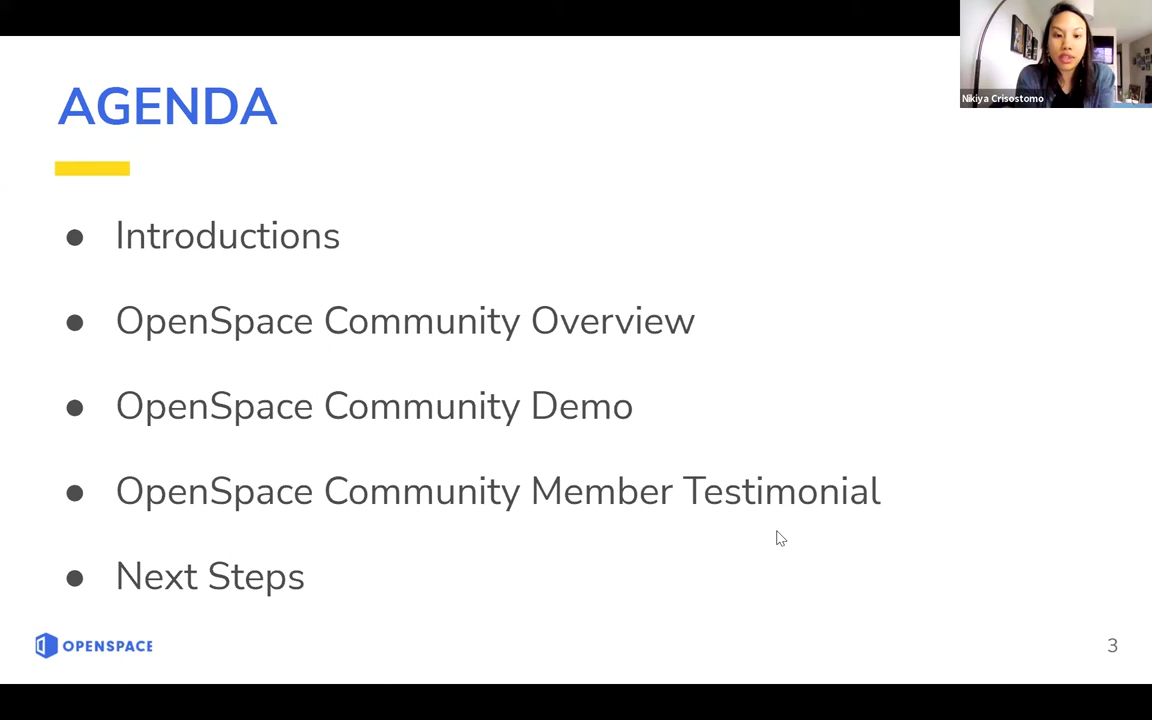 Nikiya Crisostomo
AGENDA
● Introductions
● OpenSpace Community Overview
● OpenSpace Community Demo
● OpenSpace Community Member Testimonial
● Next Steps
OPENSPACE
3